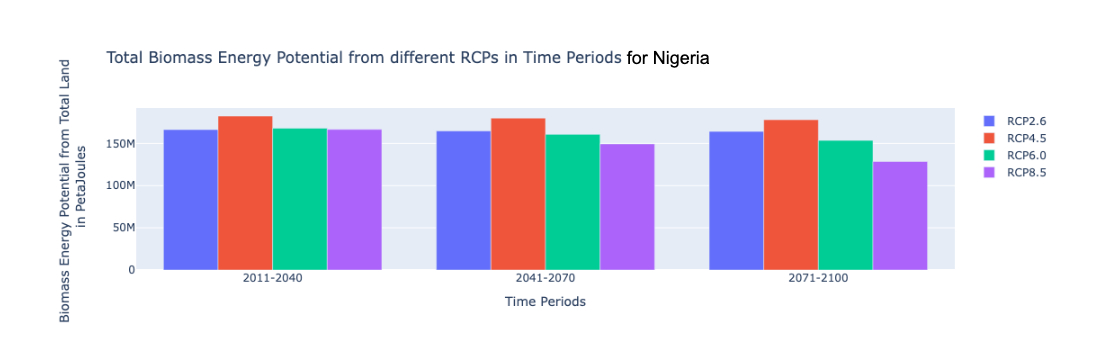 Total Biomass Energy Potential from different RCPs in Time Periods for Nigeria
Biomass Energy Potential from Total Land
in PetaJoules
150M
100M
50M
0
2011-2040
2041-2070
2071-2100
Time Periods
RCP2.6
RCP4.5
RCP6.0
RCP8.5